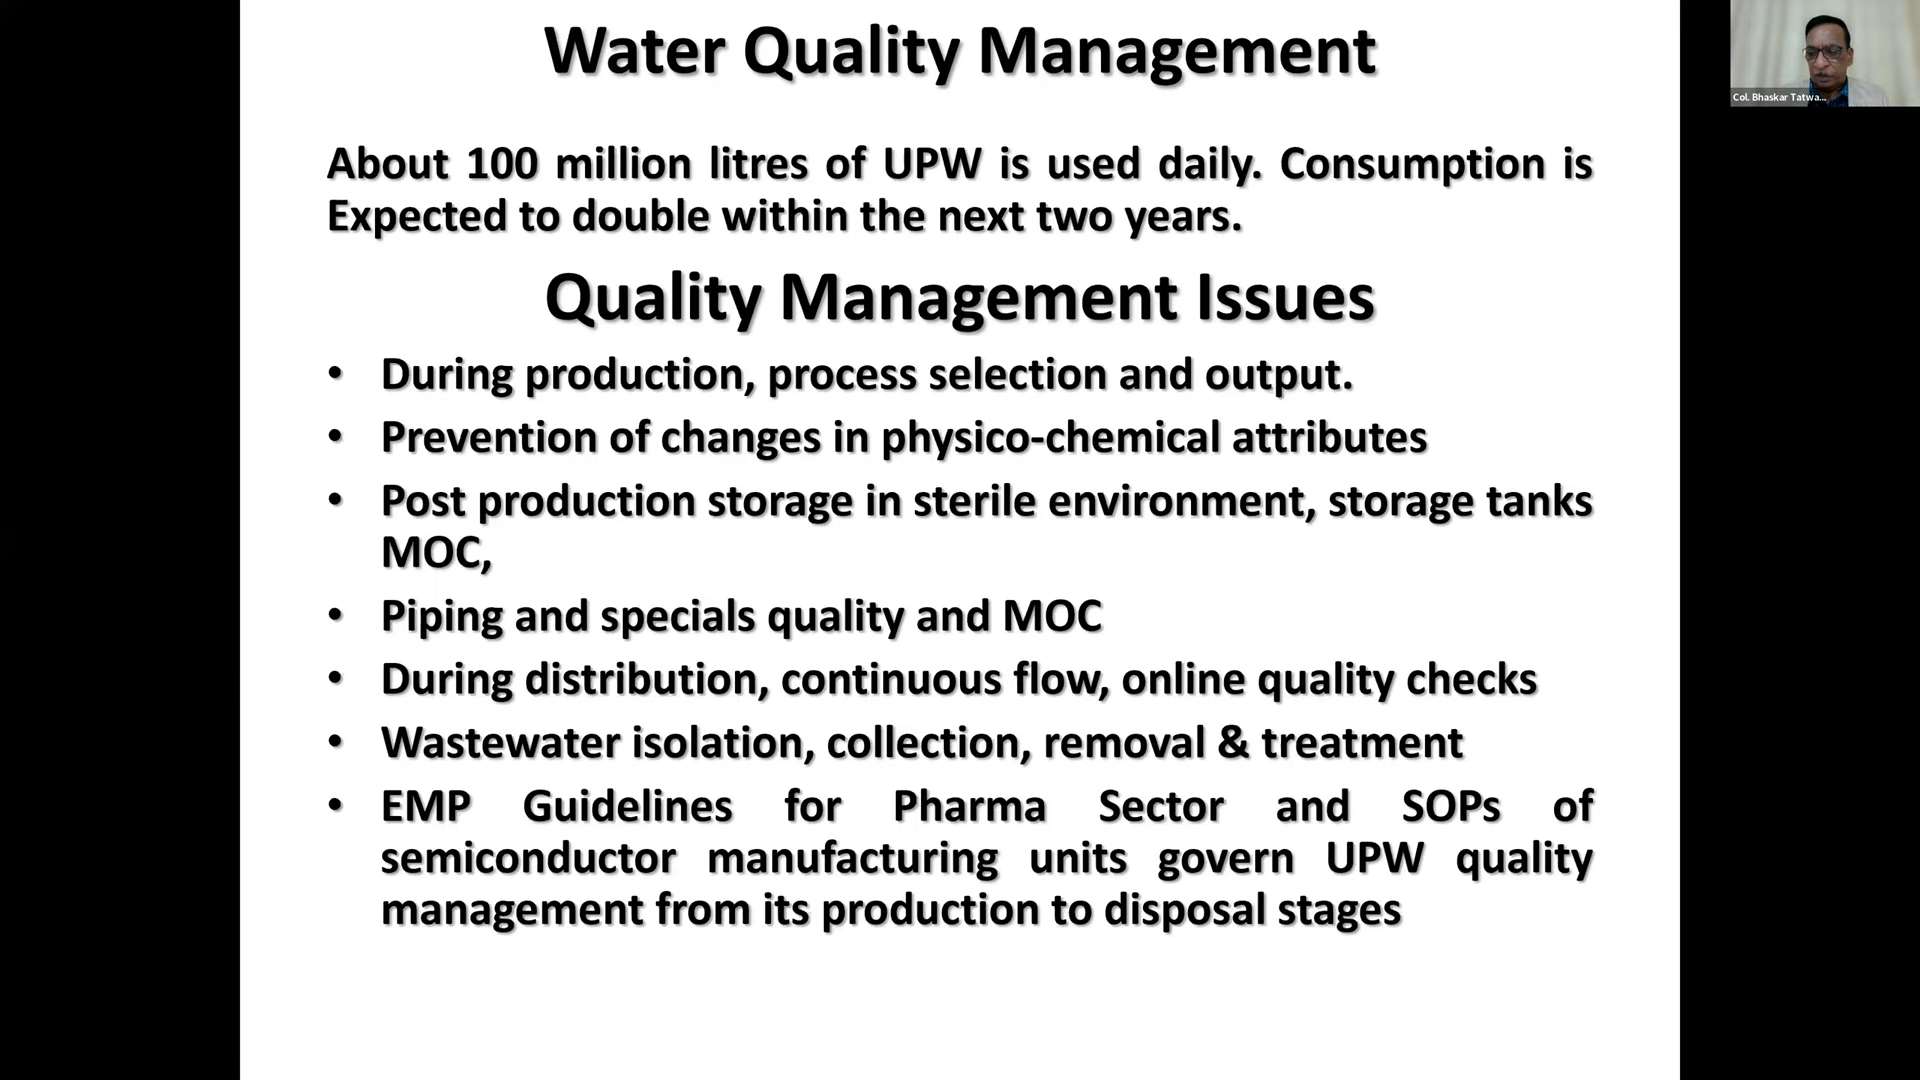 Water Quality Management
Col. Bhaskar Tatwa...
About 100 million litres of UPW is used daily. Consumption is
Expected to double within the next two years.
Quality Management Issues
• During production, process selection and output.
• Prevention of changes in physico-chemical attributes
• Post production storage in sterile environment, storage tanks
MOC,
• Piping and specials quality and MOC
• During distribution, continuous flow, online quality checks
• Wastewater isolation, collection, removal & treatment
• EMP Guidelines for Pharma Sector and SOPs of
semiconductor manufacturing units govern UPW quality
management from its production to disposal stages